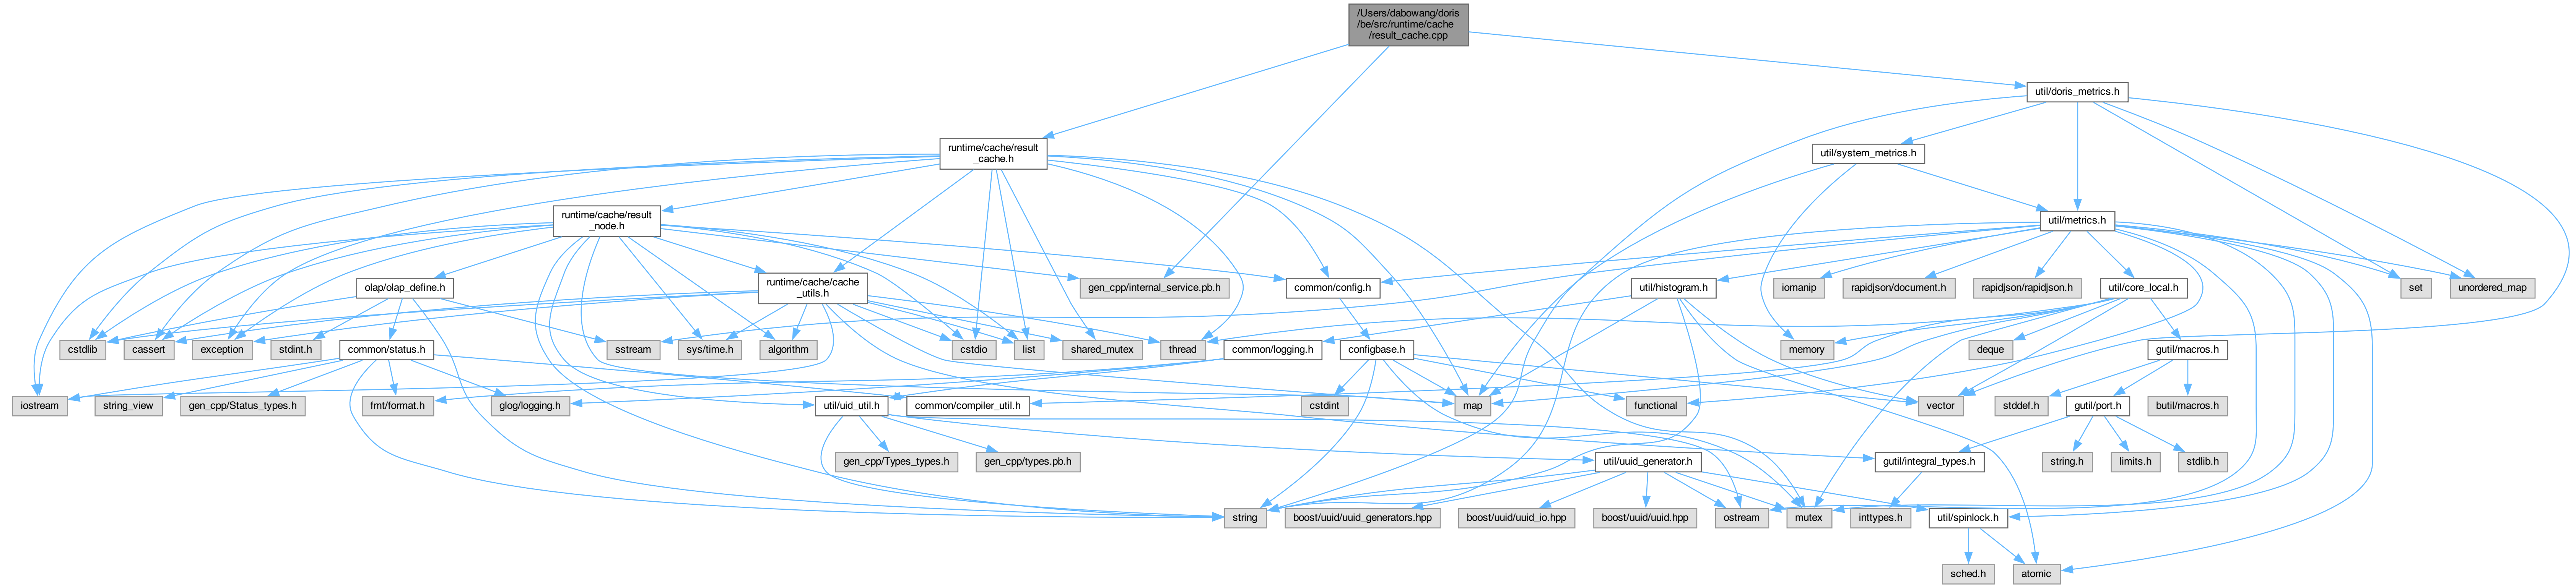 /Users/dabowang/doris
/be/src/runtime/cache
/result_cache.cpp
util/doris_metrics.h
runtime/cache/result
_cache.h
util/system_metrics.h
runtime/cache/result
_node.h
util/metrics.h
olap/olap_define.h
runtime/cache/cache
_utils.h
gen_cpp/internal_service.pb.h
common/config.h
util/histogram.h
iomanip
rapidjson/document.h
rapidjson/rapidjson.h
util/core_local.h
set
unordered_map
cstdlib
cassert
exception
stdint.h
common/status.h
sstream
sys/time.h
algorithm
cstdio
list
shared_mutex
thread
common/logging.h
configbase.h
memory
deque
gutil/macros.h
iostream
string_view
gen_cpp/Status_types.h
fmt/format.h
glog/logging.h
util/uid_util.h
common/compiler_util.h
cstdint
map
functional
vector
stddef.h
gutil/port.h
butil/macros.h
gen_cpp/Types_types.h
gen_cpp/types.pb.h
util/uuid_generator.h
gutil/integral_types.h
string.h
limits.h
stdlib.h
string
boost/uuid/uuid_generators.hpp
boost/uuid/uuid_io.hpp
boost/uuid/uuid.hpp
ostream
mutex
inttypes.h
util/spinlock.h
sched.h
atomic